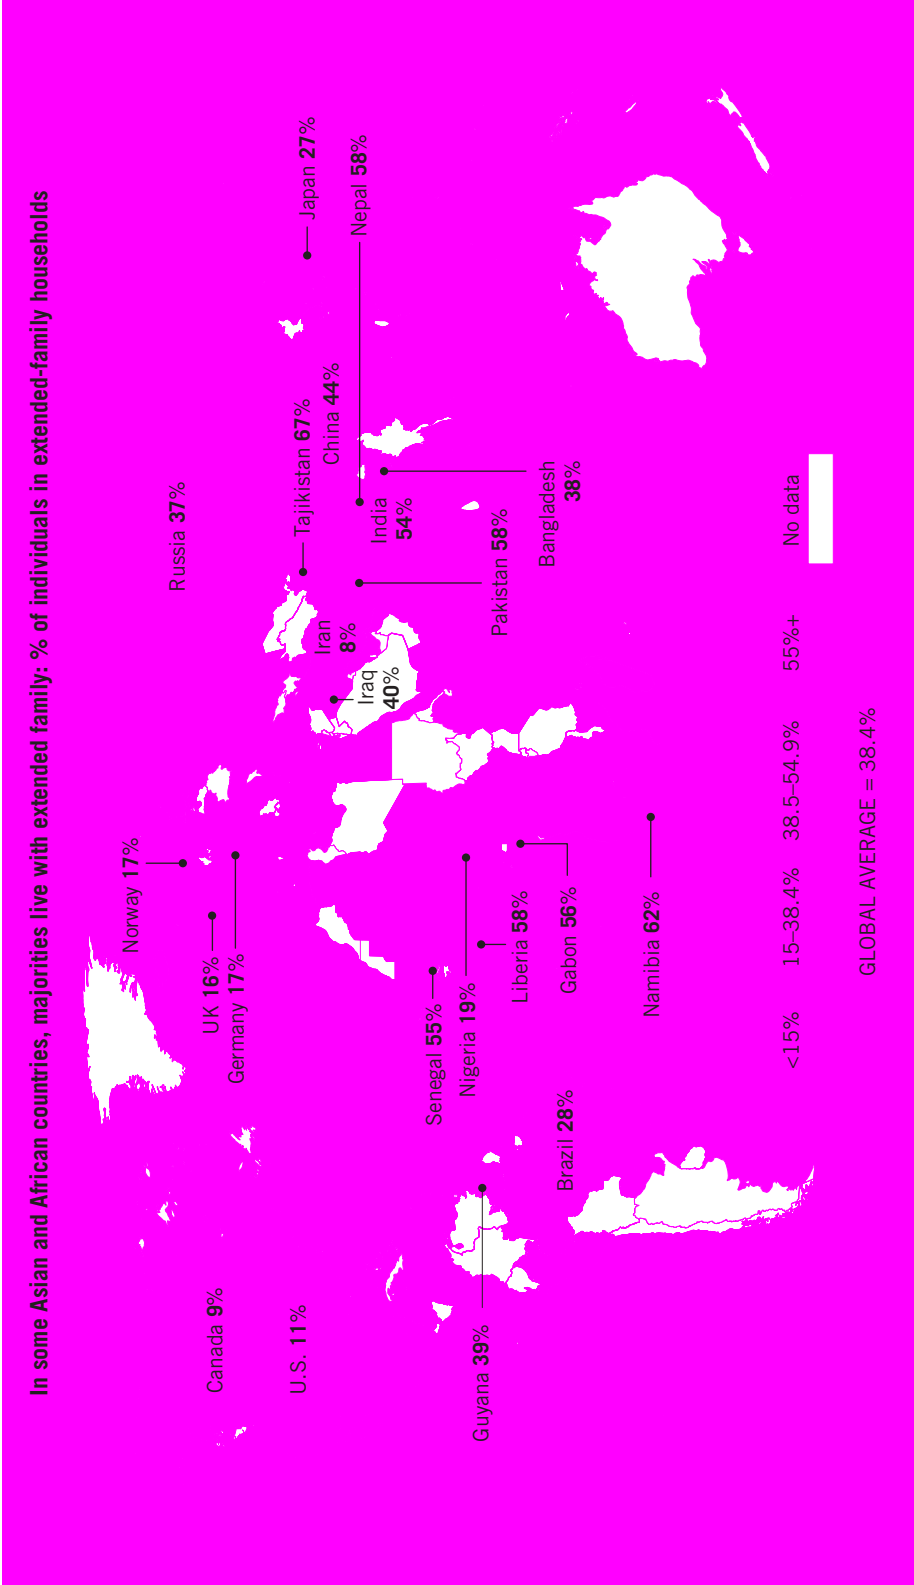 In some Asian and African countries, majorities live with extended family: % of individuals in extended-family households
Norway 17%
Russia 37%
Canada 9%
UK 16%
Germany 17%
U.S. 11%
Tajikistan 67%
Japan 27%
China 44%
Iran
8%
Iraq
40%
Nepal 58%
India
54%
Senegal 55%
Nigeria 19%
Guyana 39%
Pakistan 58%
Liberia 58%
Bangladesh
38%
Brazil 28%
Gabon 56%
Namibia 62%
<15%
15–38.4%
38.5–54.9%
55%+
No data
GLOBAL AVERAGE = 38.4%